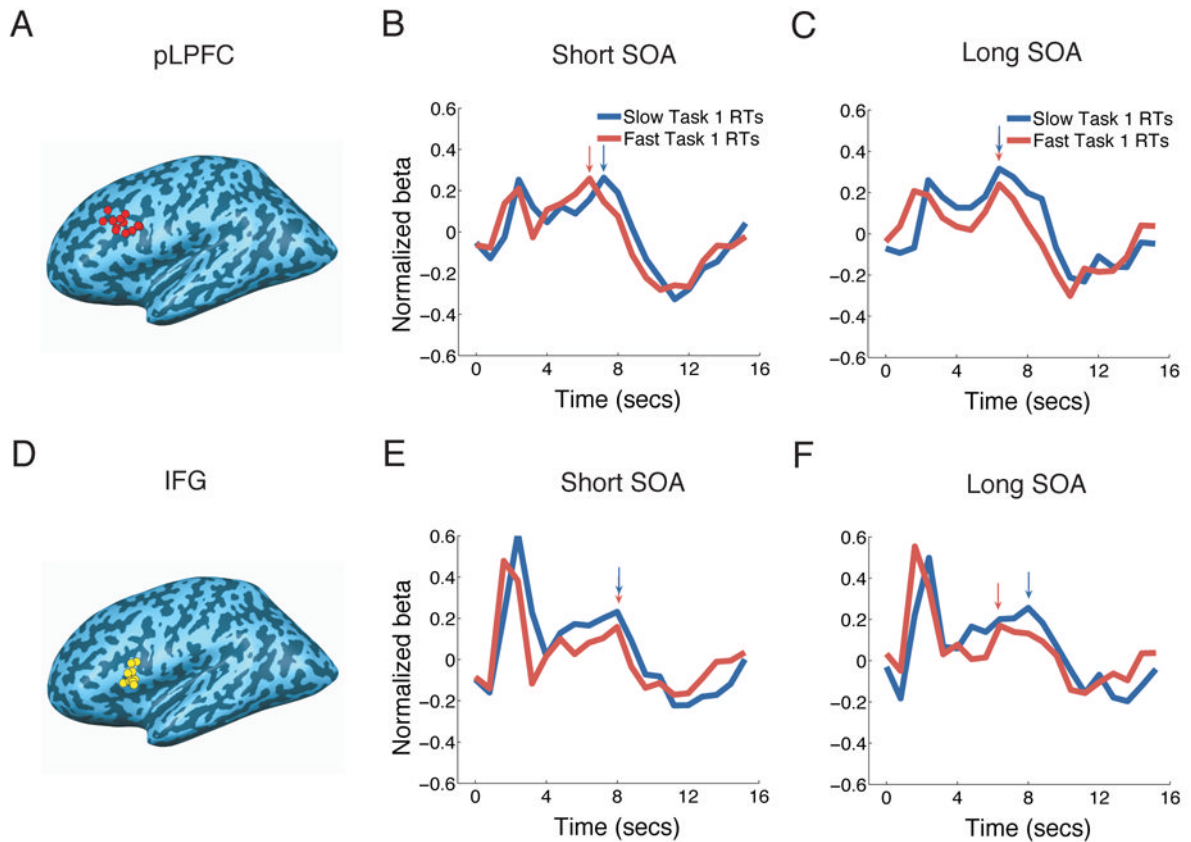 A
pLPFC
B
Short SOA
C
Long SOA
0.6
0.4
0.2
0
−0.2
−0.4
−0.6
Normalized beta
Slow Task 1 RTs
Fast Task 1 RTs
0 4 8 12 16
Time (secs)
0.6
0.4
0.2
0
−0.2
−0.4
−0.6
Slow Task 1 RTs
Fast Task 1 RTs
0 4 8 12 16
Time (secs)
D
IFG
E
Short SOA
F
Long SOA
0.6
0.4
0.2
0
−0.2
−0.4
−0.6
Normalized beta
0 4 8 12 16
Time (secs)
0.6
0.4
0.2
0
−0.2
−0.4
−0.6
0 4 8 12 16
Time (secs)